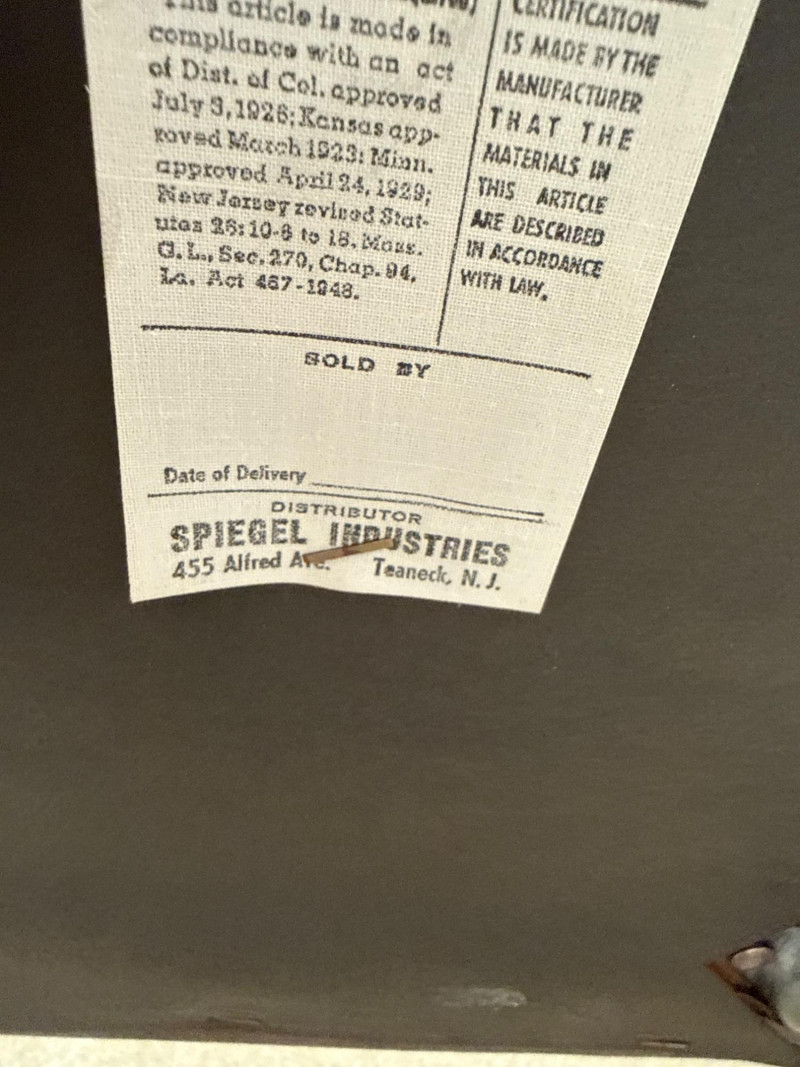 This article is made in
compliance with an act
of Dist. of Col. approved
July 3, 1926; Kansas app-
roved March 1923; Minn.
approved April 24, 1929;
New Jersey revised Stat-
utes 26:10-6 to 18. Mass.
G. L., Sec. 270, Chap. 94,
La. Act 467-1948.
CERTIFICATION
IS MADE BY THE
MANUFACTURER
THAT THE
MATERIALS IN
THIS ARTICLE
ARE DESCRIBED
IN ACCORDANCE
WITH LAW.
SOLD BY
Date of Delivery
DISTRIBUTOR
SPIEGEL INDUSTRIES
455 Alfred Ave. Teaneck, N. J.